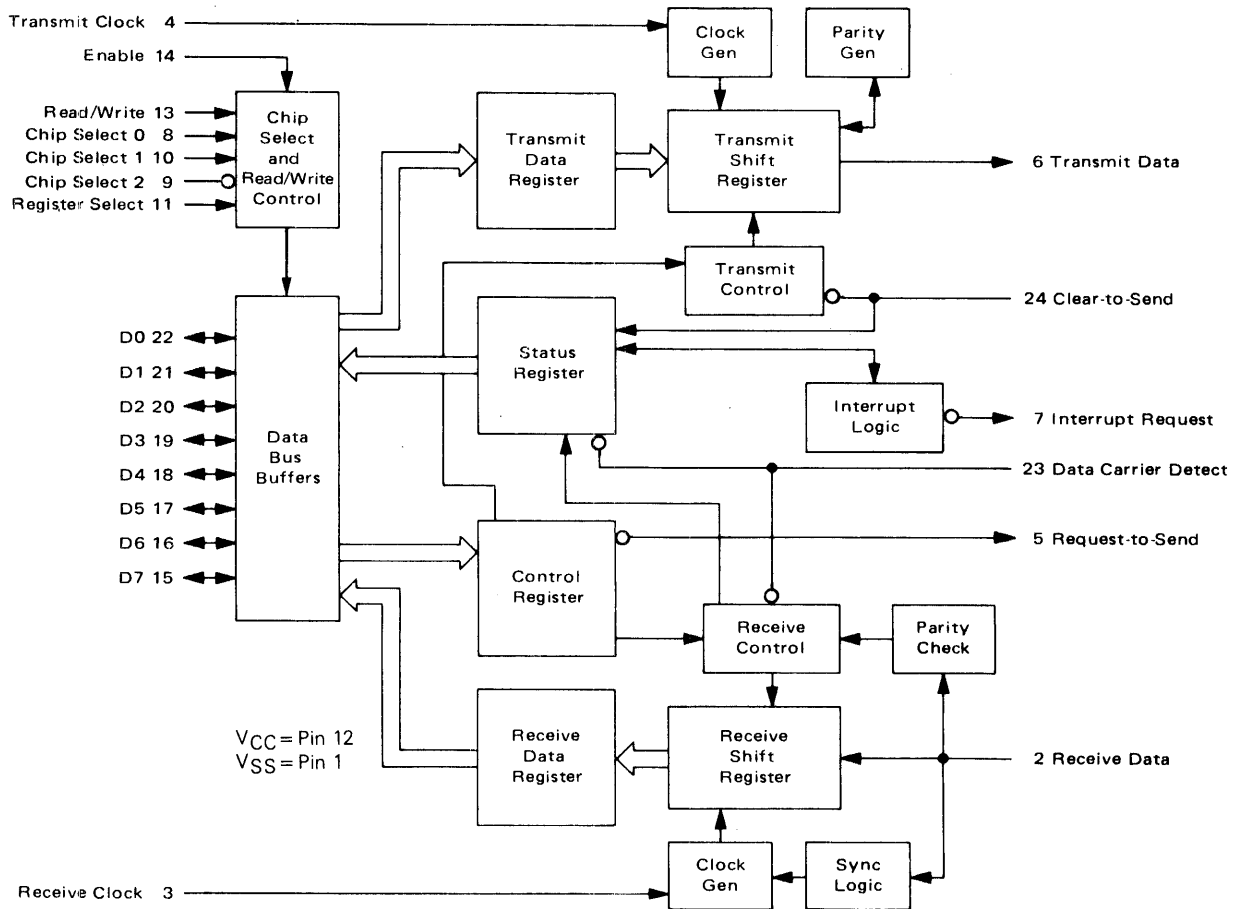 Transmit Clock 4
Enable 14
Read/Write 13
Chip Select 0 8
Chip Select 1 10
Chip Select 2 9
Register Select 11
Chip
Select
and
Read/Write
Control
Clock
Gen
Parity
Gen
Transmit
Data
Register
Transmit
Shift
Register
6 Transmit Data
Transmit
Control
24 Clear-to-Send
D0 22
D1 21
D2 20
D3 19
D4 18
D5 17
D6 16
D7 15
Data
Bus
Buffers
Status
Register
Interrupt
Logic
7 Interrupt Request
23 Data Carrier Detect
Control
Register
5 Request-to-Send
Receive
Control
Parity
Check
VCC=Pin 12
VSS=Pin 1
Receive
Data
Register
Receive
Shift
Register
2 Receive Data
Receive Clock 3
Clock
Gen
Sync
Logic